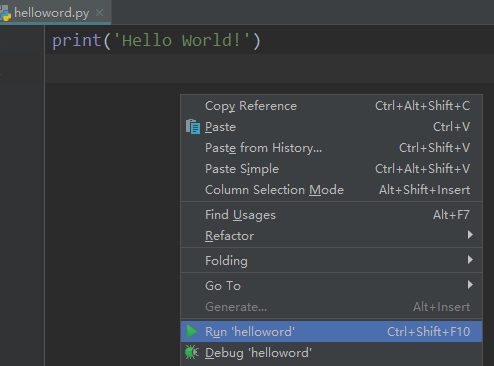 helloword.py
print('Hello World!')
Copy Reference Ctrl+Alt+Shift+C
Paste Ctrl+V
Paste from History... Ctrl+Shift+V
Paste Simple Ctrl+Alt+Shift+V
Column Selection Mode Alt+Shift+Insert
Find Usages Alt+F7
Refactor
Folding
Go To
Generate... Alt+Insert
Run 'helloword' Ctrl+Shift+F10
Debug 'helloword'